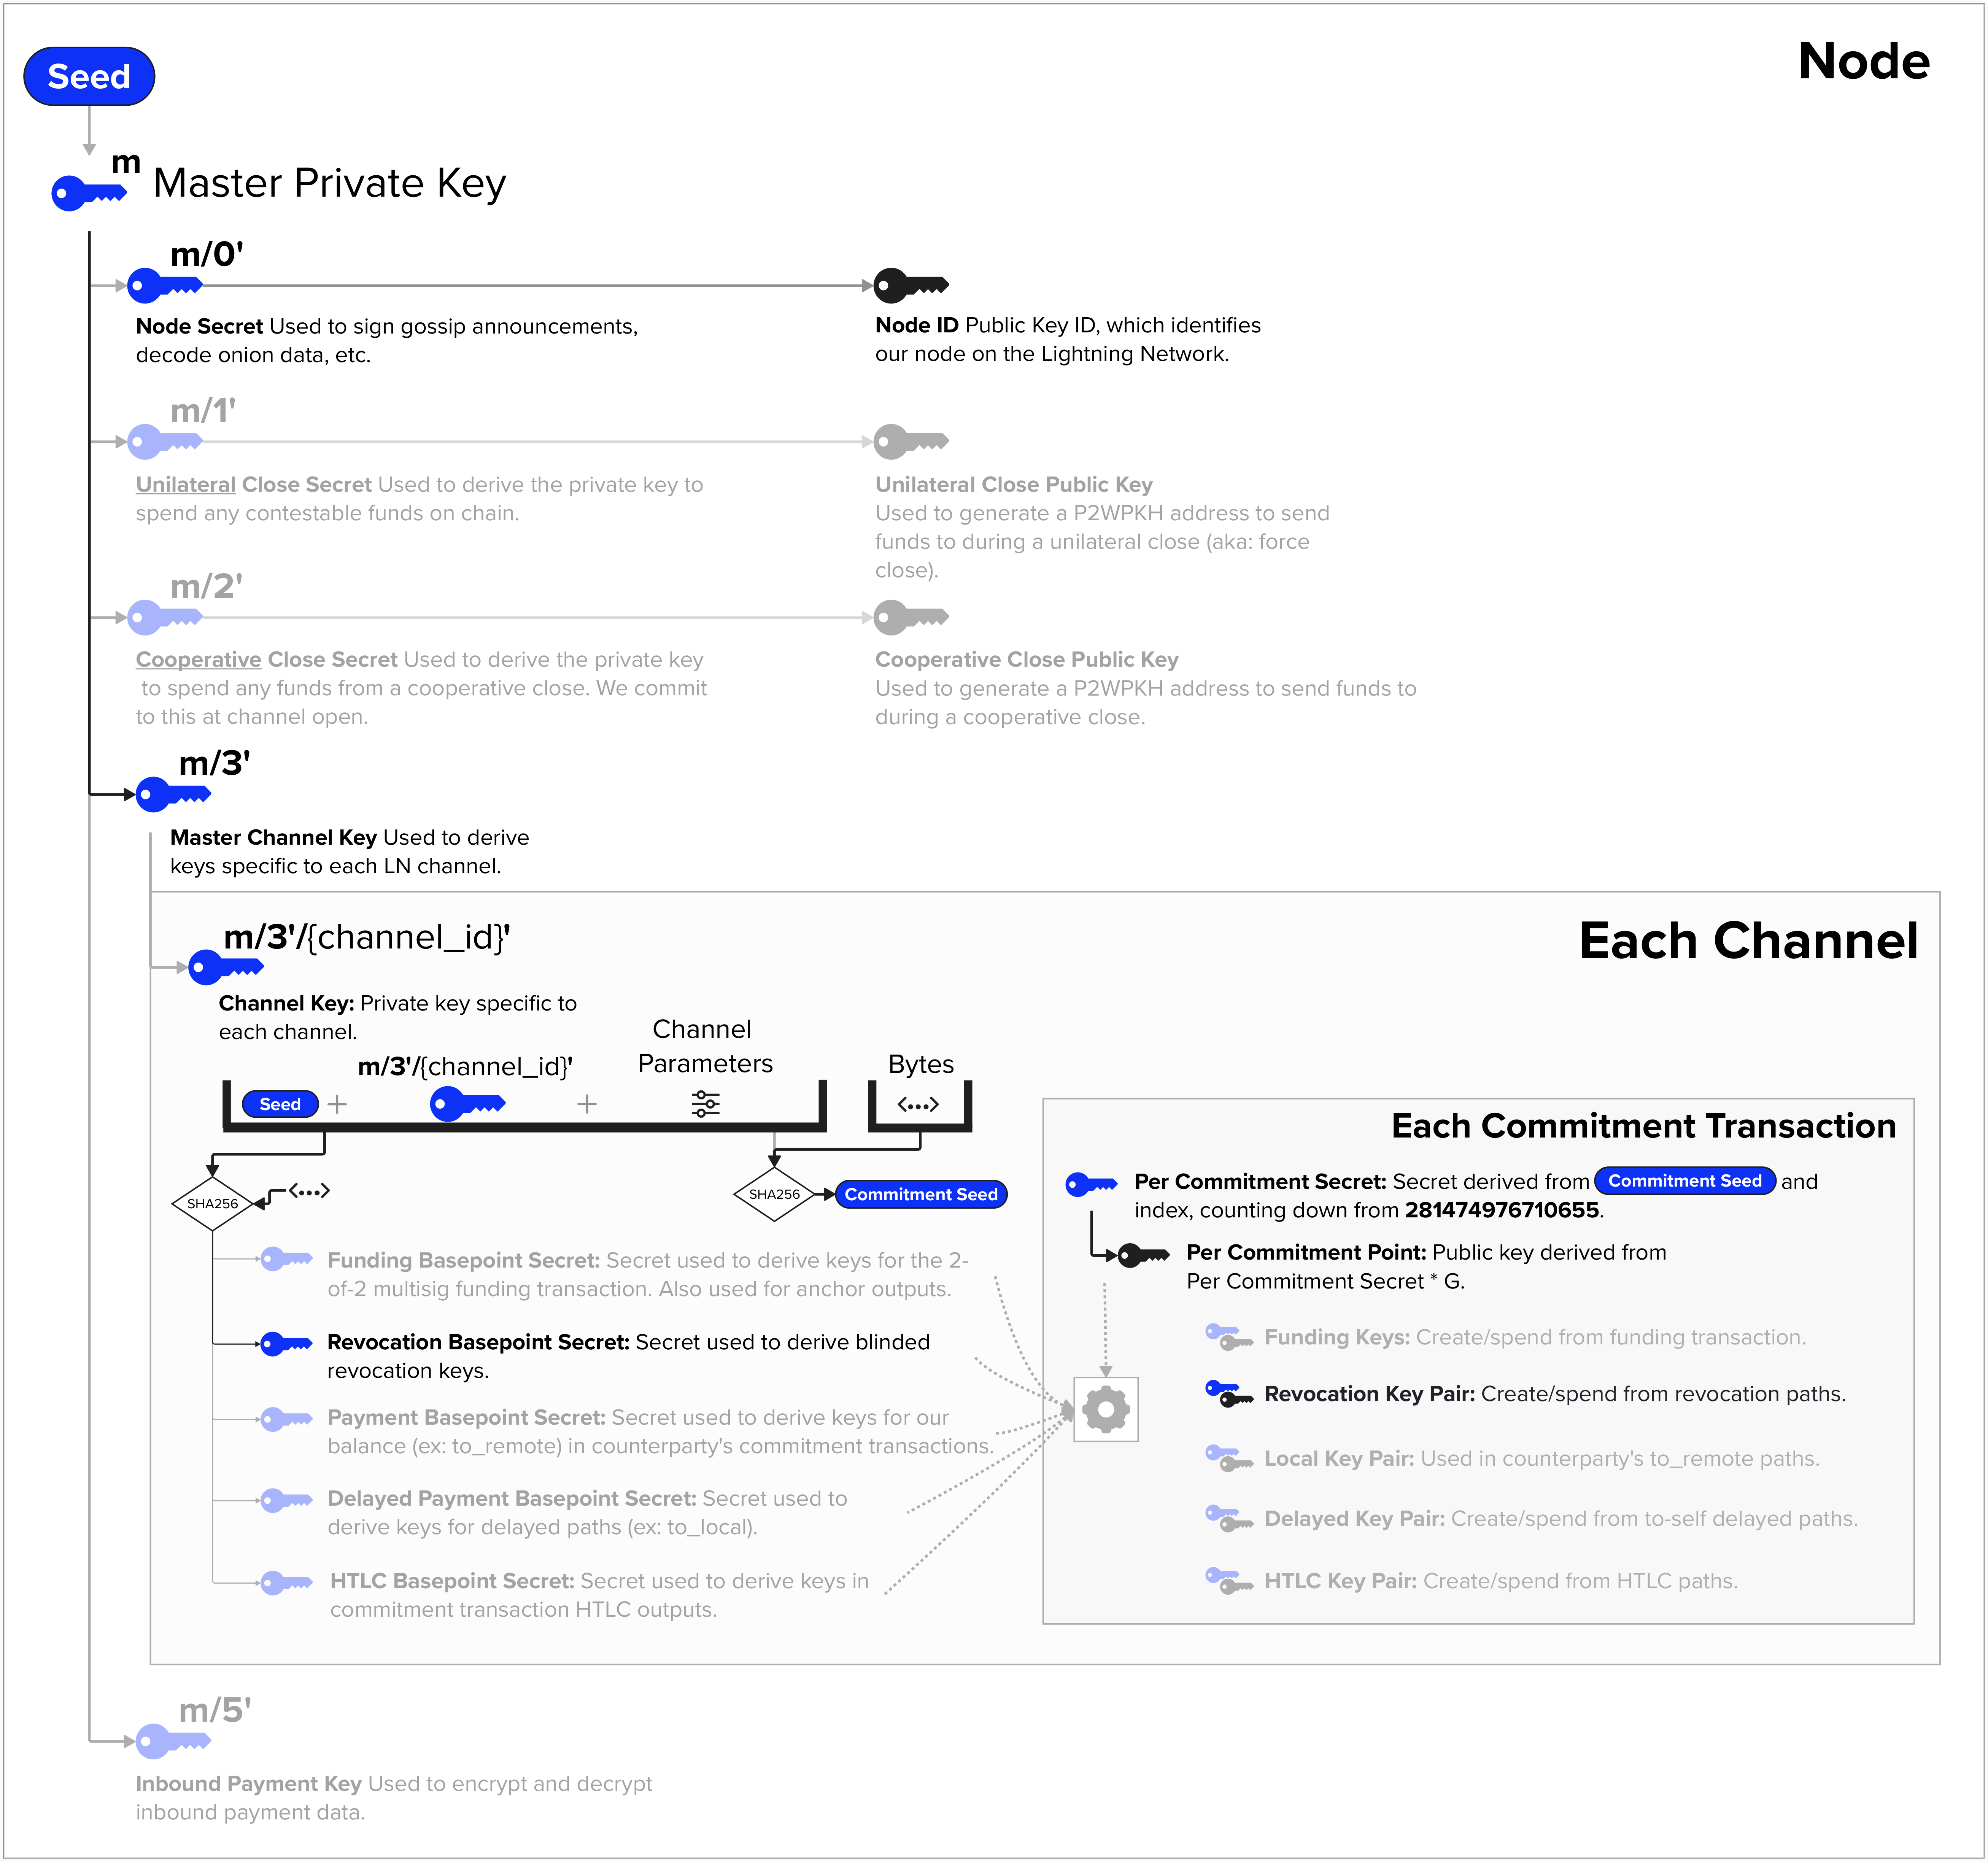 Node
Seed
m
Master Private Key
m/0'
Node Secret Used to sign gossip announcements,
decode onion data, etc.
Node ID Public Key ID, which identifies
our node on the Lightning Network.
m/1'
Unilateral Close Secret Used to derive the private key to
spend any contestable funds on chain.
Unilateral Close Public Key
Used to generate a P2WPKH address to send
funds to during a unilateral close (aka: force
close).
m/2'
Cooperative Close Secret Used to derive the private key
to spend any funds from a cooperative close. We commit
to this at channel open.
Cooperative Close Public Key
Used to generate a P2WPKH address to send funds to
during a cooperative close.
m/3'
Master Channel Key Used to derive
keys specific to each LN channel.
Each Channel
m/3'/{channel_id}'
Channel Key: Private key specific to
each channel.
m/3'/{channel_id}'
Channel
Parameters
Bytes
Seed
+
+
<...>
SHA256
<...>
SHA256
Commitment Seed
Funding Basepoint Secret: Secret used to derive keys for the 2-
of-2 multisig funding transaction. Also used for anchor outputs.
Revocation Basepoint Secret: Secret used to derive blinded
revocation keys.
Payment Basepoint Secret: Secret used to derive keys for our
balance (ex: to_remote) in counterparty's commitment transactions.
Delayed Payment Basepoint Secret: Secret used to
derive keys for delayed paths (ex: to_local).
HTLC Basepoint Secret: Secret used to derive keys in
commitment transaction HTLC outputs.
Each Commitment Transaction
Per Commitment Secret: Secret derived from Commitment Seed and
index, counting down from 281474976710655.
Per Commitment Point: Public key derived from
Per Commitment Secret * G.
Funding Keys: Create/spend from funding transaction.
Revocation Key Pair: Create/spend from revocation paths.
Local Key Pair: Used in counterparty's to_remote paths.
Delayed Key Pair: Create/spend from to-self delayed paths.
HTLC Key Pair: Create/spend from HTLC paths.
m/5'
Inbound Payment Key Used to encrypt and decrypt
inbound payment data.